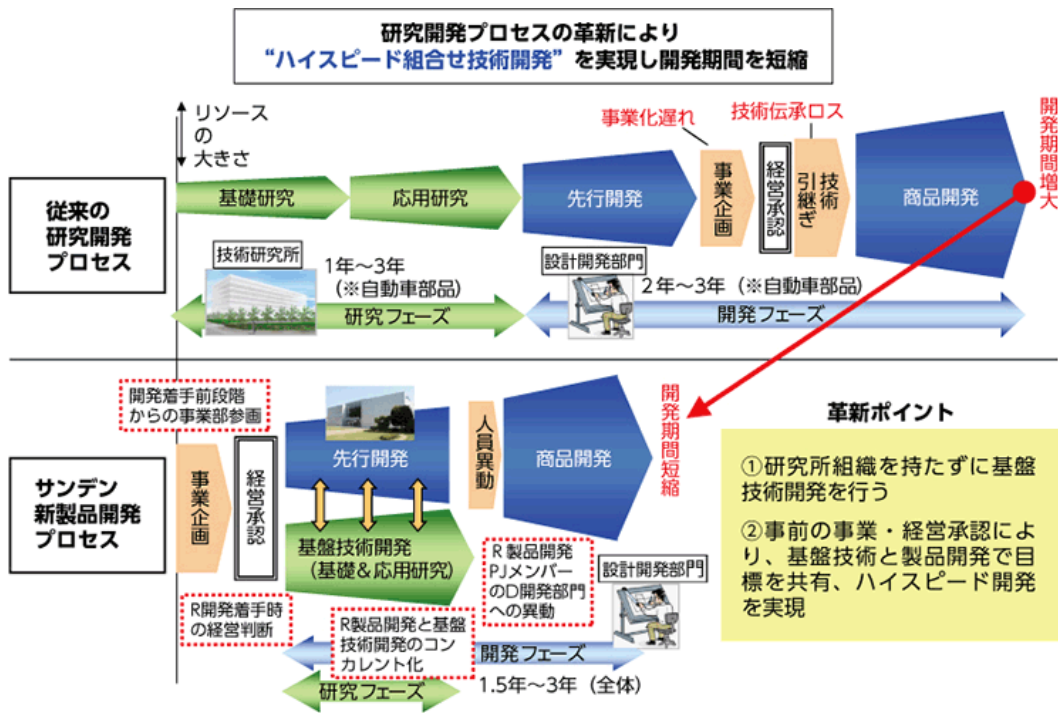 研究開発プロセスの革新により
“ハイスピード組合せ技術開発” を実現し開発期間を短縮
リソース
の
大きさ
事業化遅れ
技術伝承ロス
開発期間増大
従来の
研究開発
プロセス
基礎研究
応用研究
先行開発
事業企画
経営承認
技術
引継ぎ
商品開発
技術研究所
1年～3年
(※自動車部品)
研究フェーズ
設計開発部門
2年～3年（※自動車部品）
開発フェーズ
開発着手前段階
からの事業部参画
サンデン
新製品開発
プロセス
事業企画
経営承認
先行開発
人員異動
商品開発
開発期間短縮
基盤技術開発
(基礎＆応用研究)
R 製品開発
PJメンバー
のD開発部門
への異動
設計開発部門
R開発着手時
の経営判断
R製品開発と基盤
技術開発のコン
カレント化
開発フェーズ
研究フェーズ
1.5年～3年（全体）
革新ポイント
①研究所組織を持たずに基盤
技術開発を行う
②事前の事業・経営承認によ
り、基盤技術と製品開発で目
標を共有、ハイスピード開発
を実現